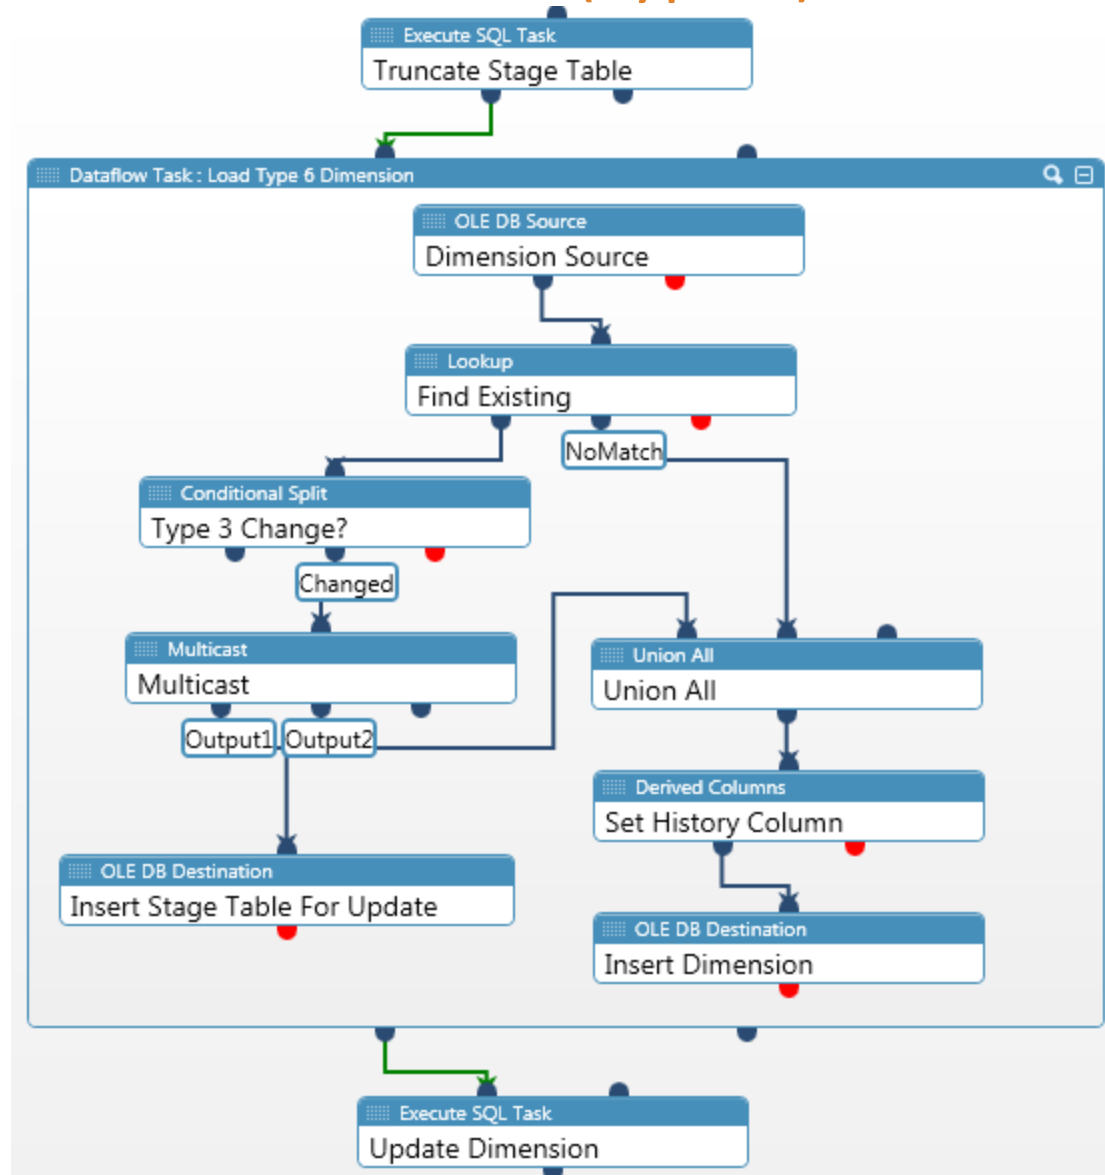 Execute SQL Task
Truncate Stage Table
Dataflow Task : Load Type 6 Dimension
OLE DB Source
Dimension Source
Lookup
Find Existing
NoMatch
Conditional Split
Type 3 Change?
Changed
Multicast
Multicast
Union All
Union All
Output1
Output2
Derived Columns
Set History Column
OLE DB Destination
Insert Stage Table For Update
OLE DB Destination
Insert Dimension
Execute SQL Task
Update Dimension